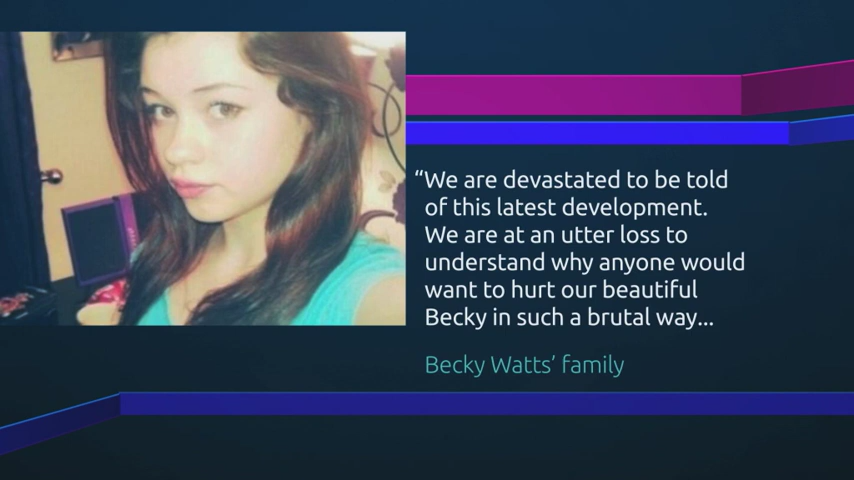 “We are devastated to be told
of this latest development.
We are at an utter loss to
understand why anyone would
want to hurt our beautiful
Becky in such a brutal way...
Becky Watts’ family